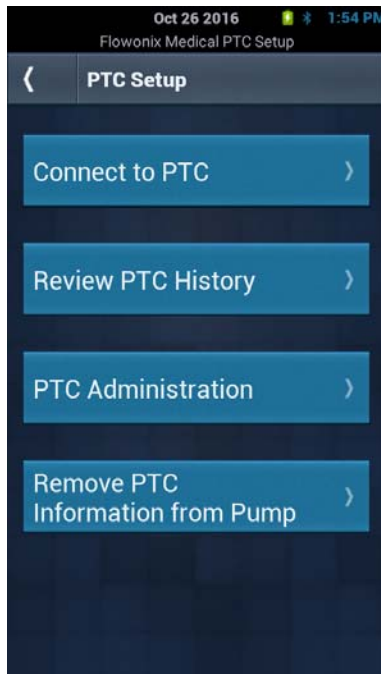 Oct 26 2016 1:54 PM
Flowonix Medical PTC Setup
PTC Setup
Connect to PTC
Review PTC History
PTC Administration
Remove PTC
Information from Pump